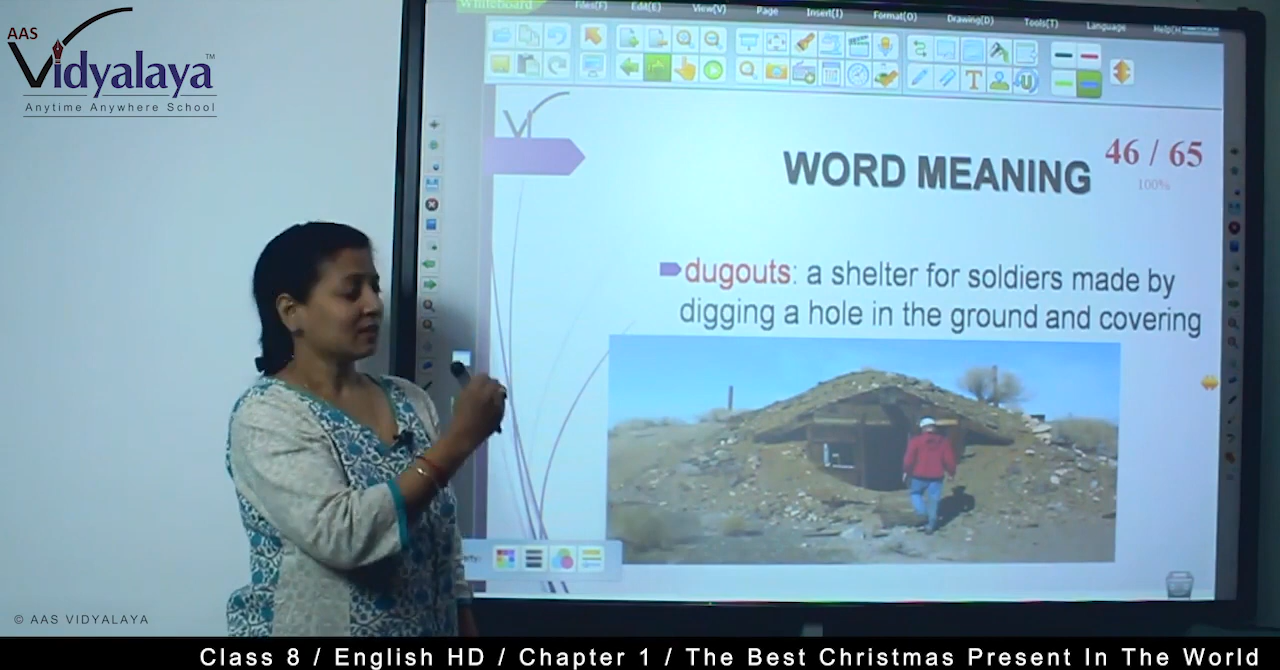 AAS
Vidyalaya™
Anytime Anywhere School
Whiteboard
Files(F) Edit(E) View(V) Page Insert(I) Format(O) Drawing(D) Tools(T) Language
WORD MEANING
46 / 65
100%
dugouts: a shelter for soldiers made by
digging a hole in the ground and covering
© AAS VIDYALAYA
Class 8 / English HD / Chapter 1 / The Best Christmas Present In The World